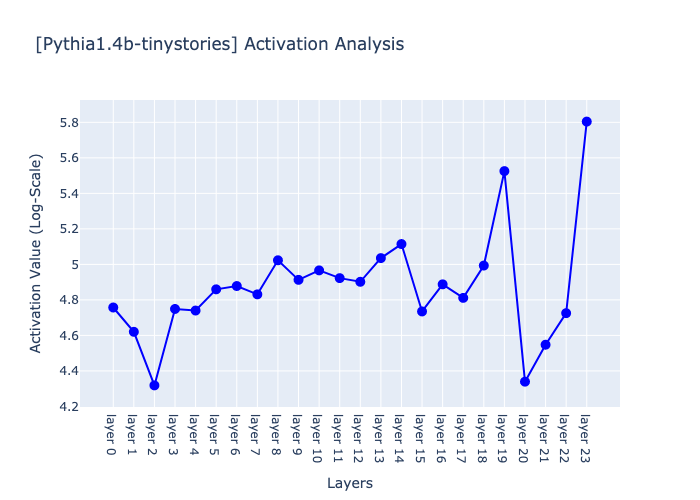 [Pythia1.4b-tinystories] Activation Analysis
Activation Value (Log-Scale)
5.8
5.6
5.4
5.2
5
4.8
4.6
4.4
4.2
layer 0
layer 1
layer 2
layer 3
layer 4
layer 5
layer 6
layer 7
layer 8
layer 9
layer 10
layer 11
layer 12
layer 13
layer 14
layer 15
layer 16
layer 17
layer 18
layer 19
layer 20
layer 21
layer 22
layer 23
Layers